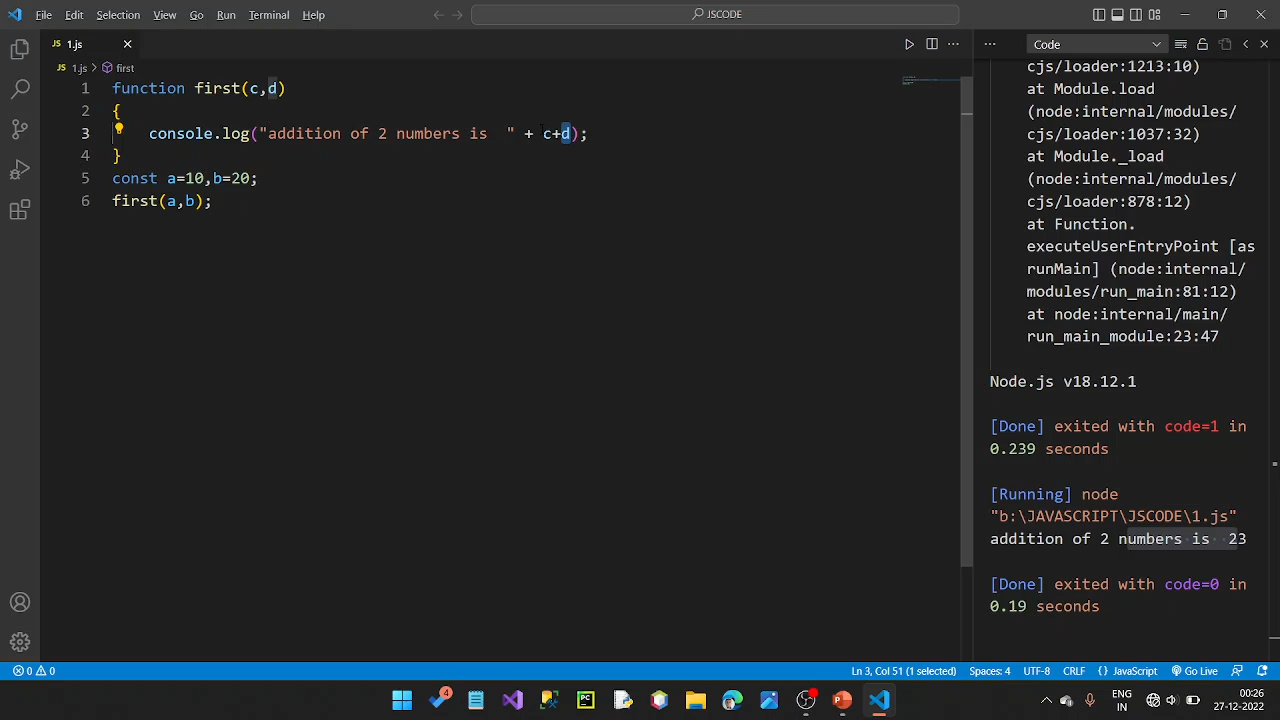 File Edit Selection View Go Run Terminal Help
JSCODE
JS 1.js
JS 1.js > first
1 function first(c,d)
2 {
3 console.log("addition of 2 numbers is  " + c+d);
4 }
5 const a=10,b=20;
6 first(a,b);
Code
cjs/loader:1213:10)
at Module.load
(node:internal/modules/
cjs/loader:1037:32)
at Module._load
(node:internal/modules/
cjs/loader:878:12)
at Function.
executeUserEntryPoint [as
runMain] (node:internal/
modules/run_main:81:12)
at node:internal/main/
run_main_module:23:47
Node.js v18.12.1
[Done] exited with code=1 in
0.239 seconds
[Running] node
"b:\JAVASCRIPT\JSCODE\1.js"
addition of 2 numbers is  23
[Done] exited with code=0 in
0.19 seconds
0 0
Ln 3, Col 51 (1 selected) Spaces: 4 UTF-8 CRLF {} JavaScript Go Live
4
PC
P
ENG
IN
00:26
27-12-2022